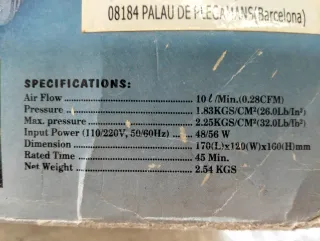 08184 PALAU DE PLEGAMANS(Barcelona)
SPECIFICATIONS:
Air Flow ........ 10ℓ/Min.(0.28CFM)
Pressure ........ 1.83KGS/CM²(26.0Lb/In²)
Max. pressure ........ 2.25KGS/CM²(32.0Lb/lb²)
Input Power (110/220V, 50/60Hz) ..... 48/56 W
Dimension ........ 170(L)x120(W)x160(H)mm
Rated Time ........ 45 Min.
Net Weight ........ 2.54 KGS